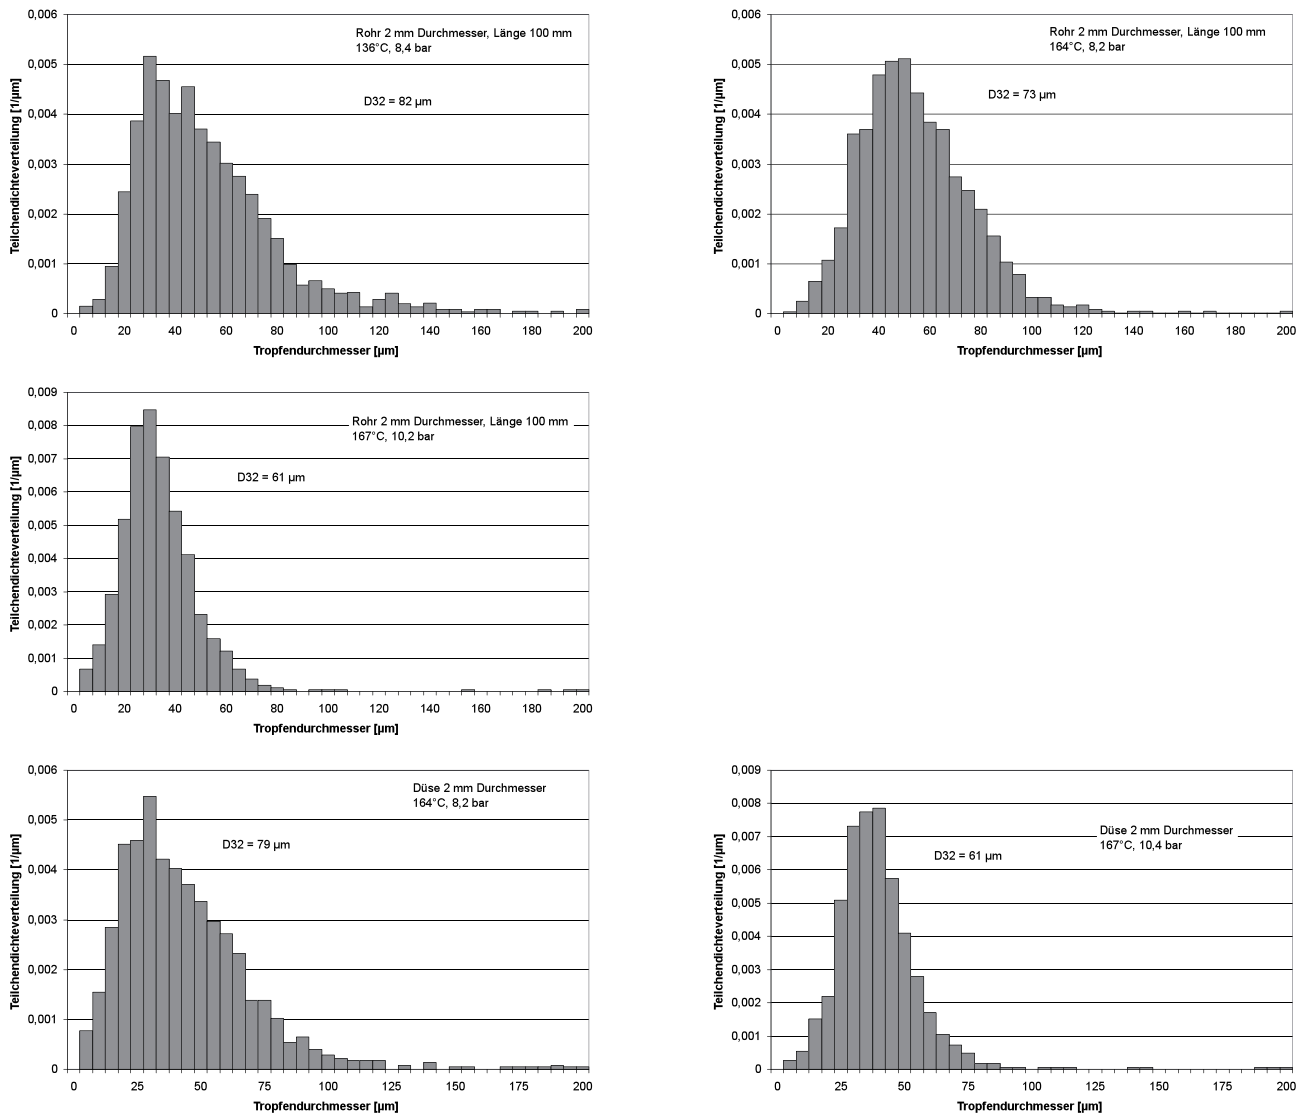 0,006
0,005
0,004
0,003
0,002
0,001
0
Teilchendichteverteilung [1/µm]
Rohr 2 mm Durchmesser, Länge 100 mm
136°C, 8,4 bar
D32 = 82 µm
0 20 40 60 80 100 120 140 160 180 200
Tropfendurchmesser [µm]
0,006
0,005
0,004
0,003
0,002
0,001
0
Teilchendichteverteilung [1/µm]
Rohr 2 mm Durchmesser, Länge 100 mm
164°C, 8,2 bar
D32 = 73 µm
0 20 40 60 80 100 120 140 160 180 200
Tropfendurchmesser [µm]
0,009
0,008
0,007
0,006
0,005
0,004
0,003
0,002
0,001
0
Teilchendichteverteilung [1/µm]
Rohr 2 mm Durchmesser, Länge 100 mm
167°C, 10,2 bar
D32 = 61 µm
0 20 40 60 80 100 120 140 160 180 200
Tropfendurchmesser [µm]
0,006
0,005
0,004
0,003
0,002
0,001
0
Teilchendichteverteilung [1/µm]
Düse 2 mm Durchmesser
164°C, 8,2 bar
D32 = 79 µm
0 25 50 75 100 125 150 175 200
Tropfendurchmesser [µm]
0,009
0,008
0,007
0,006
0,005
0,004
0,003
0,002
0,001
0
Teilchendichteverteilung [1/µm]
Düse 2 mm Durchmesser
167°C, 10,4 bar
D32 = 61 µm
0 25 50 75 100 125 150 175 200
Tropfendurchmesser [µm]